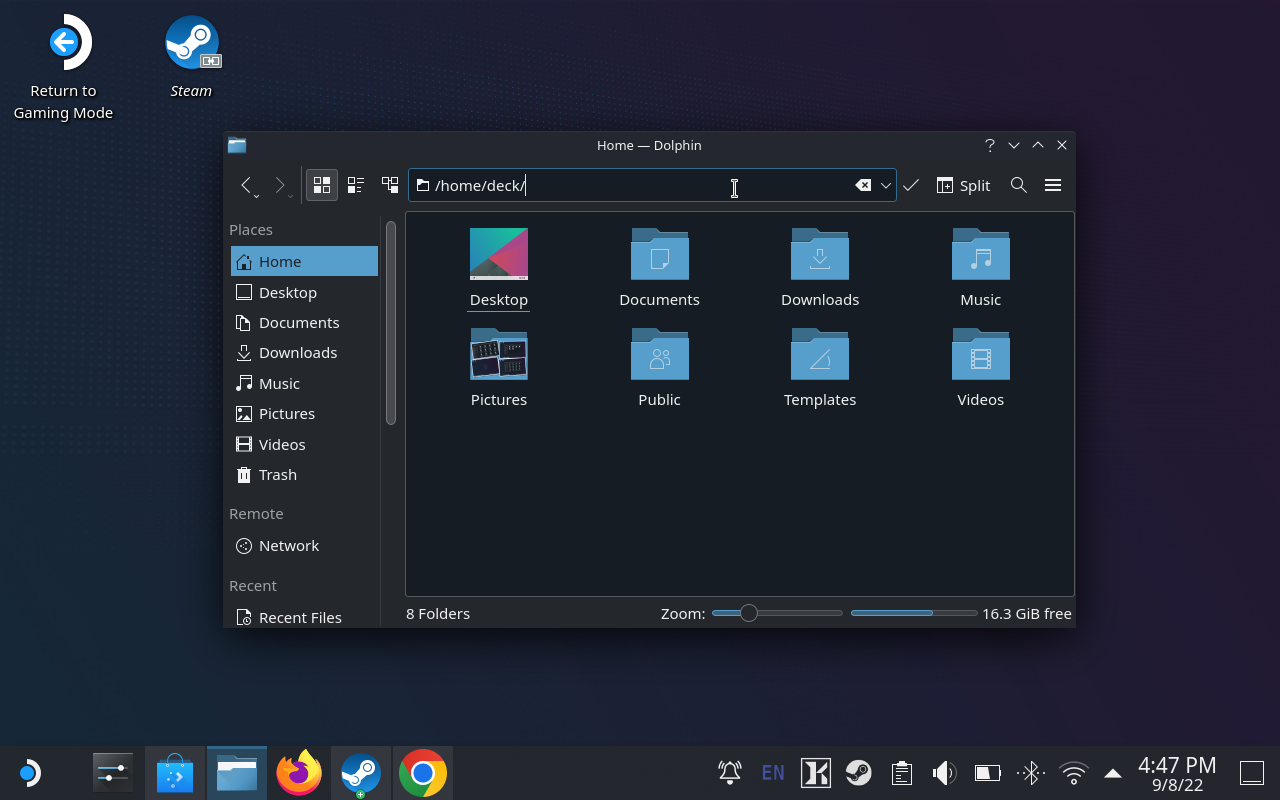 Return to
Gaming Mode
Steam
Home — Dolphin
/home/deck/
Split
Places
Home
Desktop
Documents
Downloads
Music
Pictures
Videos
Trash
Remote
Network
Recent
Recent Files
Desktop
Documents
Downloads
Music
Pictures
Public
Templates
Videos
8 Folders
Zoom:
16.3 GiB free
EN
K
4:47 PM
9/8/22